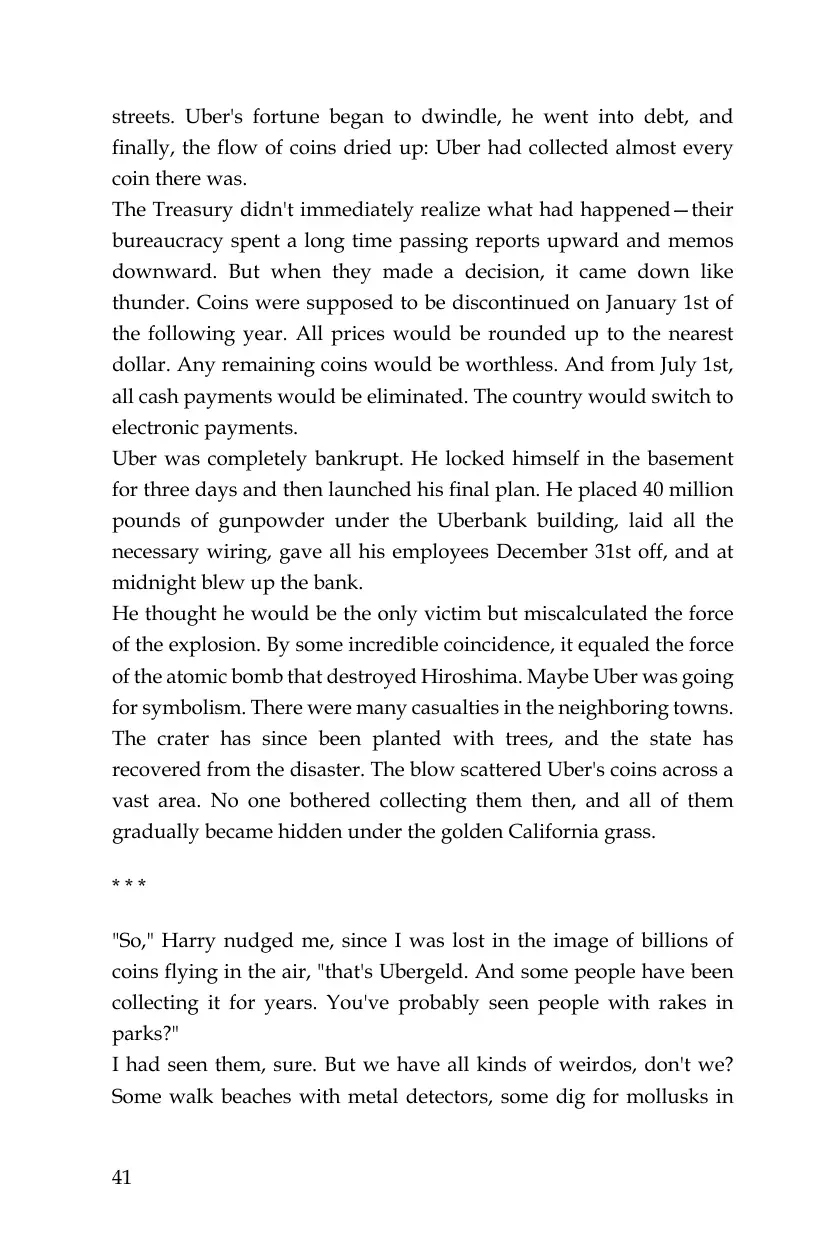 streets. Uber's fortune began to dwindle, he went into debt, and
finally, the flow of coins dried up: Uber had collected almost every
coin there was.
The Treasury didn't immediately realize what had happened—their
bureaucracy spent a long time passing reports upward and memos
downward. But when they made a decision, it came down like
thunder. Coins were supposed to be discontinued on January 1st of
the following year. All prices would be rounded up to the nearest
dollar. Any remaining coins would be worthless. And from July 1st,
all cash payments would be eliminated. The country would switch to
electronic payments.
Uber was completely bankrupt. He locked himself in the basement
for three days and then launched his final plan. He placed 40 million
pounds of gunpowder under the Uberbank building, laid all the
necessary wiring, gave all his employees December 31st off, and at
midnight blew up the bank.
He thought he would be the only victim but miscalculated the force
of the explosion. By some incredible coincidence, it equaled the force
of the atomic bomb that destroyed Hiroshima. Maybe Uber was going
for symbolism. There were many casualties in the neighboring towns.
The crater has since been planted with trees, and the state has
recovered from the disaster. The blow scattered Uber's coins across a
vast area. No one bothered collecting them then, and all of them
gradually became hidden under the golden California grass.
* * *
"So," Harry nudged me, since I was lost in the image of billions of
coins flying in the air, "that's Ubergeld. And some people have been
collecting it for years. You've probably seen people with rakes in
parks?"
I had seen them, sure. But we have all kinds of weirdos, don't we?
Some walk beaches with metal detectors, some dig for mollusks in
41